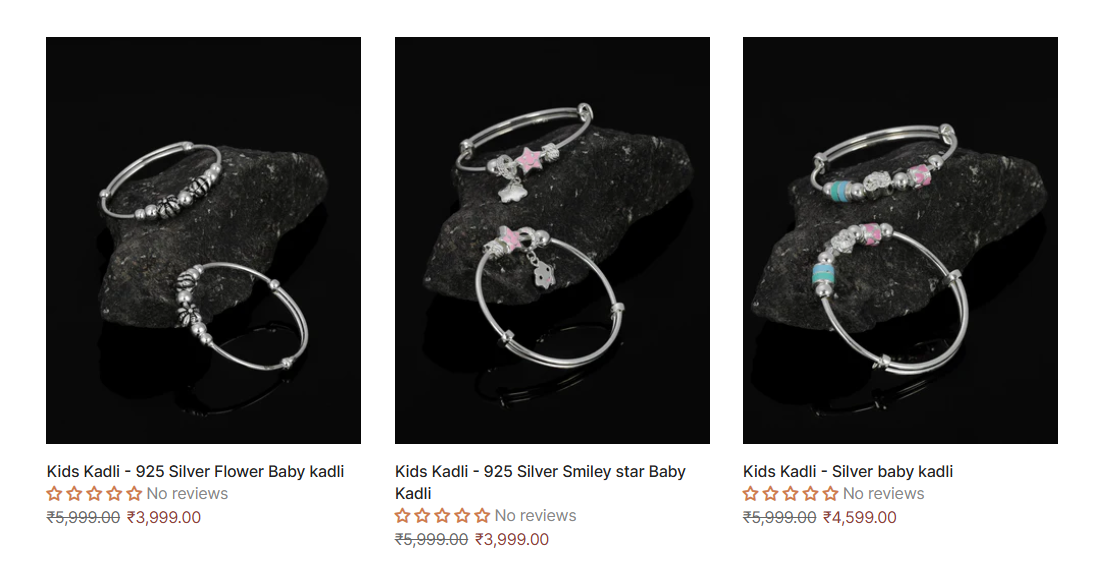 Kids Kadli - 925 Silver Flower Baby kadli
No reviews
₹5,999.00 ₹3,999.00
Kids Kadli - 925 Silver Smiley star Baby
Kadli
No reviews
₹5,999.00 ₹3,999.00
Kids Kadli - Silver baby kadli
No reviews
₹5,999.00 ₹4,599.00